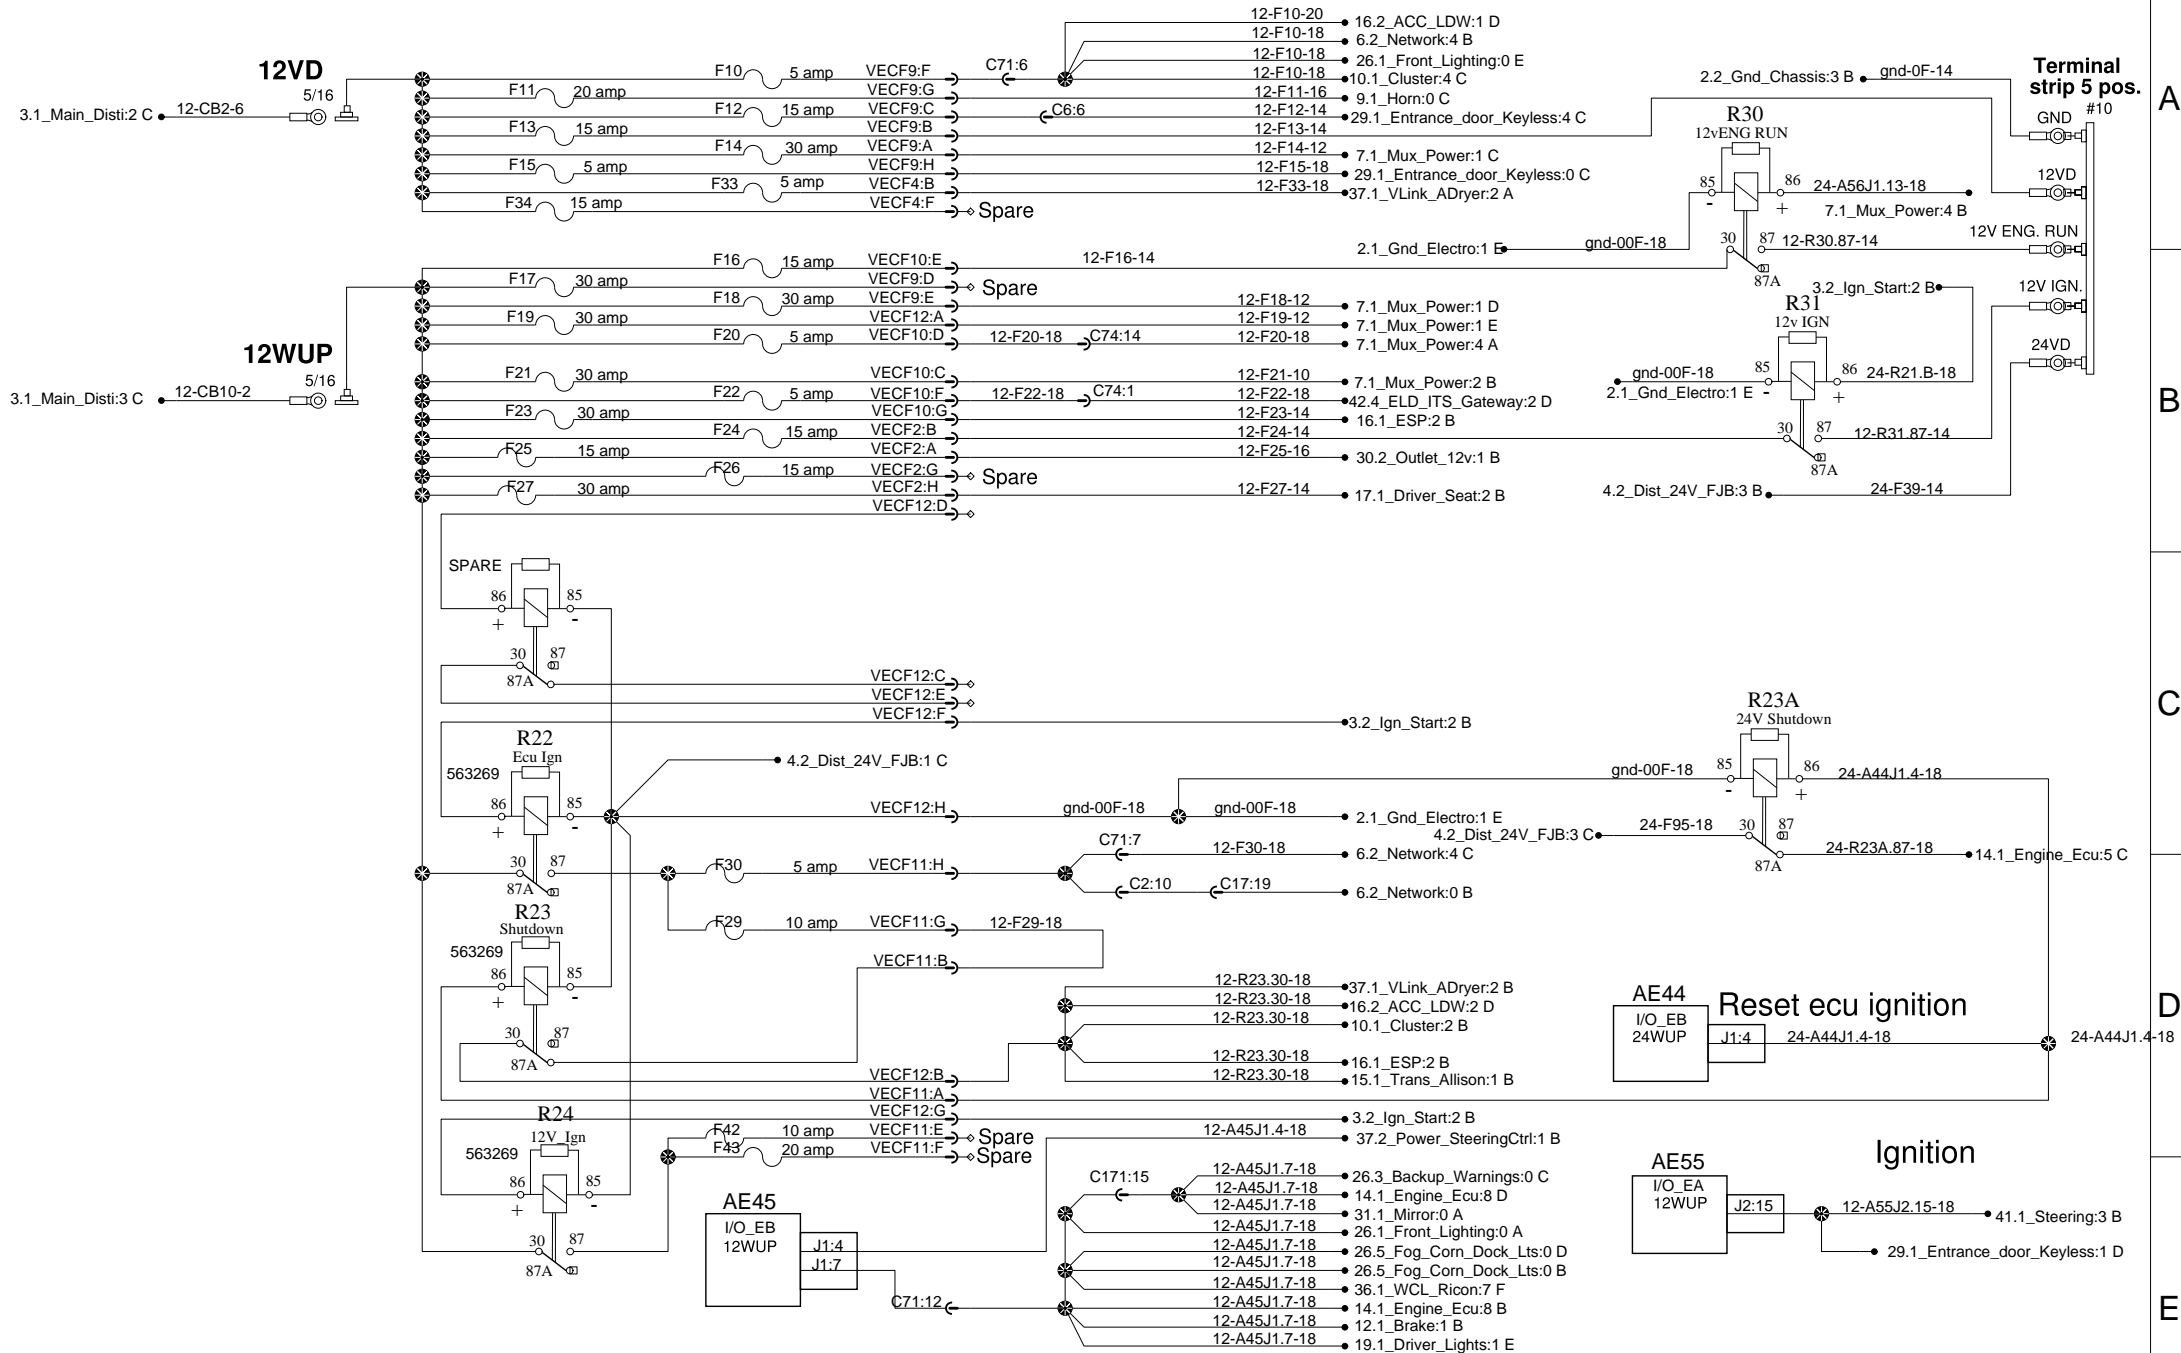 12-F10-20 16.2_ACC_LDW:1 D
12-F10-18 6.2_Network:4 B
12-F10-18 26.1_Front_Lighting:0 E
12VD F10 5 amp VECF9:F C71:6 12-F10-18 10.1_Cluster:4 C
2.2_Gnd_Chassis:3 B gnd-0F-14
Terminal
strip 5 pos.
#10
A
5/16
3.1_Main_Disti:2 C 12-CB2-6
F11 20 amp VECF9:G 12-F11-16 9.1_Horn:0 C
F12 15 amp VECF9:C C6:6 12-F12-14 29.1_Entrance_door_Keyless:4 C
F13 15 amp VECF9:B 12-F13-14
F14 30 amp VECF9:A 12-F14-12 7.1_Mux_Power:1 C
F15 5 amp VECF9:H 12-F15-18 29.1_Entrance_door_Keyless:0 C
F33 5 amp VECF4:B 12-F33-18 37.1_VLink_ADryer:2 A
F34 15 amp VECF4:F Spare
R30
12vENG RUN
85 - 86 + 24-A56J1.13-18
7.1_Mux_Power:4 B
2.1_Gnd_Electro:1 E gnd-00F-18 30 87 12-R30.87-14
87A
GND
12VD
12V ENG. RUN
12V IGN.
24VD
F16 15 amp VECF10:E 12-F16-14
F17 30 amp VECF9:D Spare
F18 30 amp VECF9:E 12-F18-12 7.1_Mux_Power:1 D
F19 30 amp VECF12:A 12-F19-12 7.1_Mux_Power:1 E
F20 5 amp VECF10:D 12-F20-18 C74:14 12-F20-18 7.1_Mux_Power:4 A
3.2_Ign_Start:2 B
R31
12v IGN
12WUP
5/16
3.1_Main_Disti:3 C 12-CB10-2
F21 30 amp VECF10:C 12-F21-10 7.1_Mux_Power:2 B
F22 5 amp VECF10:F 12-F22-18 C74:1 12-F22-18 42.4_ELD_ITS_Gateway:2 D
F23 30 amp VECF10:G 12-F23-14 16.1_ESP:2 B
F24 15 amp VECF2:B 12-F24-14
F25 15 amp VECF2:A 12-F25-16 30.2_Outlet_12v:1 B
F26 15 amp VECF2:G Spare
F27 30 amp VECF2:H 12-F27-14 17.1_Driver_Seat:2 B
VECF12:D
gnd-00F-18 85 - 86 + 24-R21.B-18
2.1_Gnd_Electro:1 E
30 87 12-R31.87-14
87A
4.2_Dist_24V_FJB:3 B 24-F39-14
B
SPARE
86 + 85 -
30 87
87A
VECF12:C
VECF12:E
VECF12:F 3.2_Ign_Start:2 B
C
R22
Ecu Ign
563269
4.2_Dist_24V_FJB:1 C
86 + 85 -
VECF12:H gnd-00F-18 gnd-00F-18 2.1_Gnd_Electro:1 E
30 87
87A
R23A
24V Shutdown
gnd-00F-18 85 - 86 + 24-A44J1.4-18
4.2_Dist_24V_FJB:3 C 24-F95-18 30 87
87A 24-R23A.87-18 14.1_Engine_Ecu:5 C
C71:7 12-F30-18 6.2_Network:4 C
F30 5 amp VECF11:H
C2:10 C17:19 6.2_Network:0 B
F29 10 amp VECF11:G 12-F29-18
VECF11:B
R23
Shutdown
563269
86 + 85 -
30 87
87A
12-R23.30-18 37.1_VLink_ADryer:2 B
12-R23.30-18 16.2_ACC_LDW:2 D
12-R23.30-18 10.1_Cluster:2 B
12-R23.30-18 16.1_ESP:2 B
12-R23.30-18 15.1_Trans_Allison:1 B
VECF12:B
VECF11:A
VECF12:G 3.2_Ign_Start:2 B
AE44
I/O_EB
24WUP
Reset ecu ignition
J1:4 24-A44J1.4-18 24-A44J1.4-18
D
R24
12V_Ign
563269
86 + 85 -
30 87
87A
F42 10 amp VECF11:E Spare
F43 20 amp VECF11:F Spare
12-A45J1.4-18 37.2_Power_SteeringCtrl:1 B
AE45
I/O_EB
12WUP
J1:4
J1:7
C71:12
C171:15
12-A45J1.7-18 26.3_Backup_Warnings:0 C
12-A45J1.7-18 14.1_Engine_Ecu:8 D
12-A45J1.7-18 31.1_Mirror:0 A
12-A45J1.7-18 26.1_Front_Lighting:0 A
12-A45J1.7-18 26.5_Fog_Corn_Dock_Lts:0 D
12-A45J1.7-18 26.5_Fog_Corn_Dock_Lts:0 B
12-A45J1.7-18 36.1_WCL_Ricon:7 F
12-A45J1.7-18 14.1_Engine_Ecu:8 B
12-A45J1.7-18 12.1_Brake:1 B
12-A45J1.7-18 19.1_Driver_Lights:1 E
Ignition
AE55
I/O_EA
12WUP
J2:15 12-A55J2.15-18 41.1_Steering:3 B
29.1_Entrance_door_Keyless:1 D
E